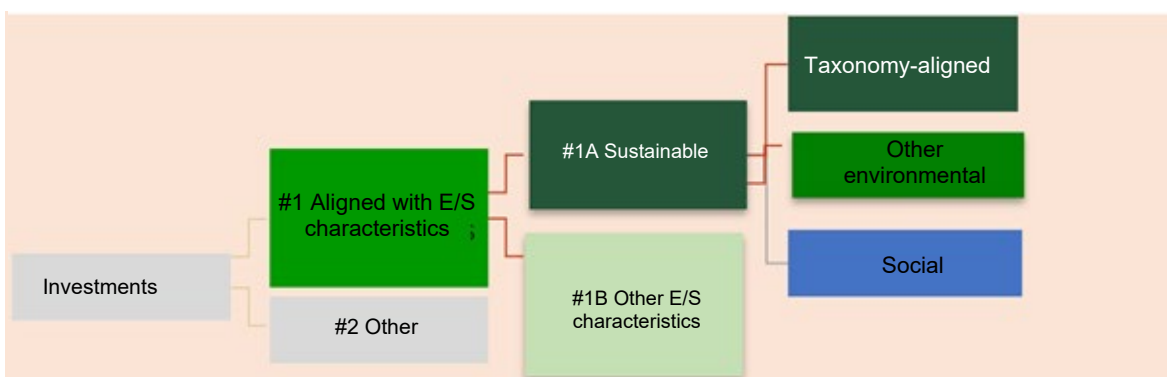 Investments
#1 Aligned with E/S
characteristics
#2 Other
#1A Sustainable
#1B Other E/S
characteristics
Taxonomy-aligned
Other
environmental
Social